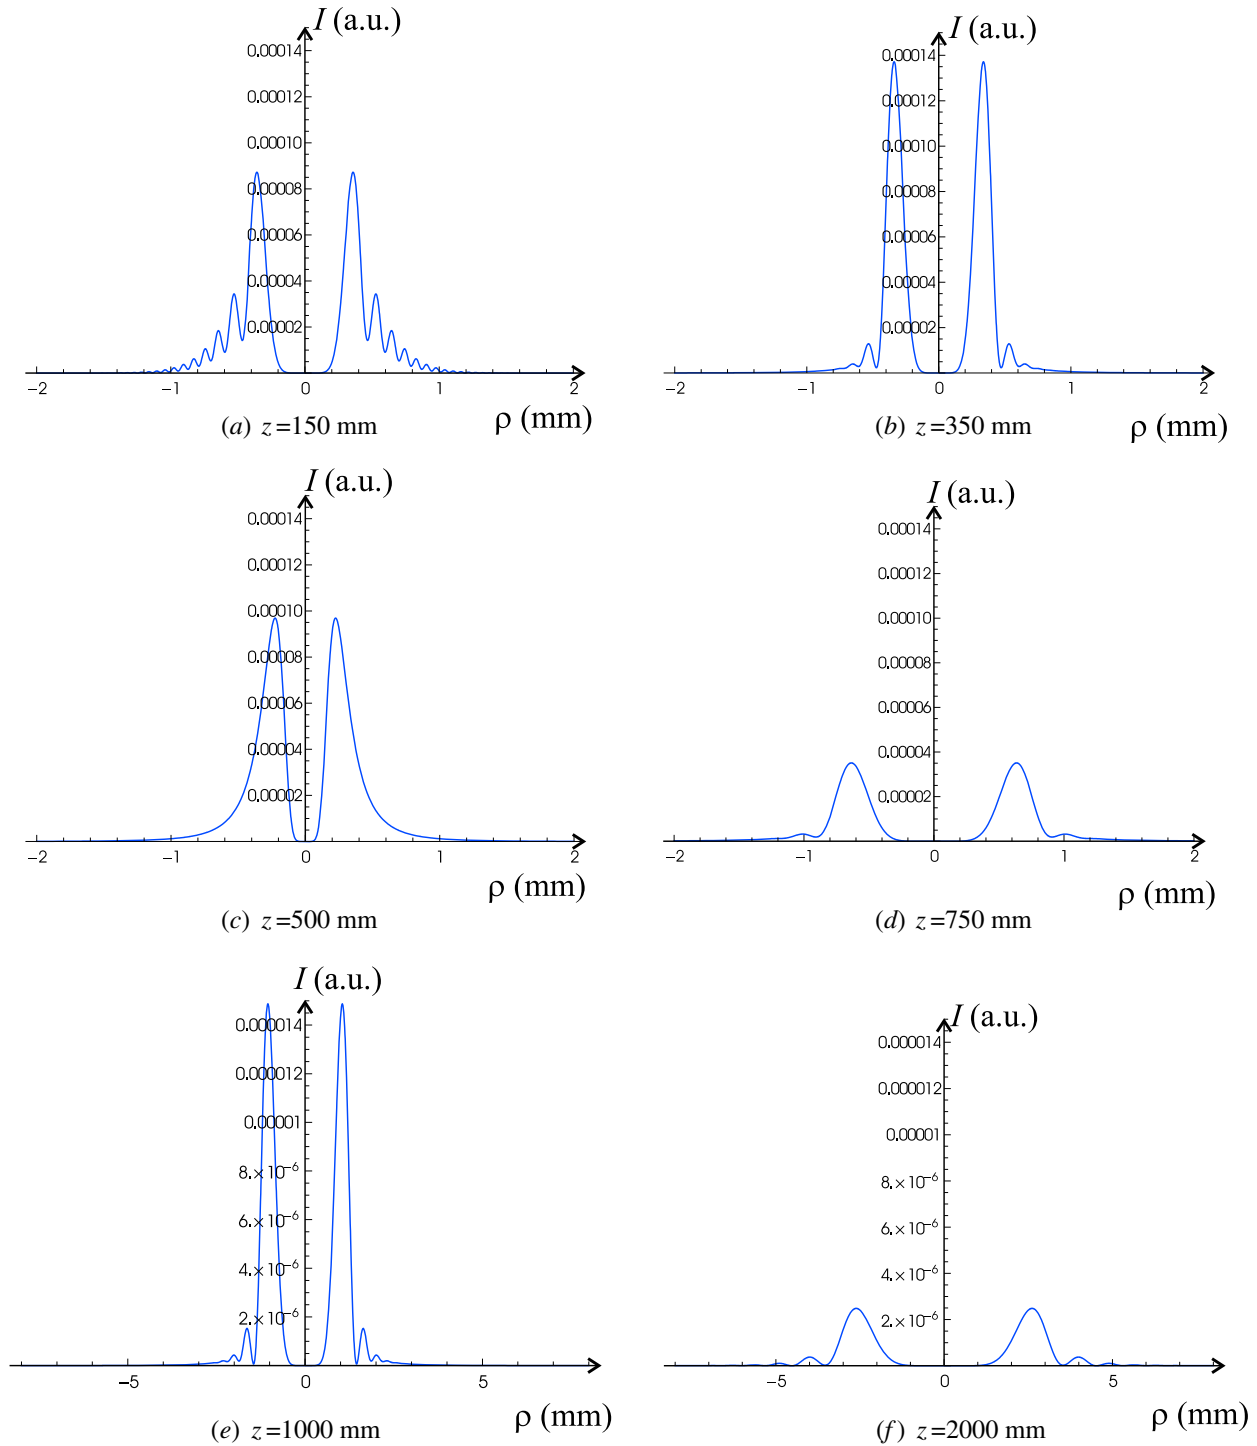 I (a.u.)
0.00014
0.00012
0.00010
0.00008
0.00006
0.00004
0.00002
−2 −1 0 1 2
ρ (mm)
(a) z=150 mm
I (a.u.)
0.00014
0.00012
0.00010
0.00008
0.00006
0.00004
0.00002
−2 −1 0 1 2
ρ (mm)
(b) z=350 mm
I (a.u.)
0.00014
0.00012
0.00010
0.00008
0.00006
0.00004
0.00002
−2 −1 0 1 2
ρ (mm)
(c) z=500 mm
I (a.u.)
0.00014
0.00012
0.00010
0.00008
0.00006
0.00004
0.00002
−2 −1 0 1 2
ρ (mm)
(d) z=750 mm
I (a.u.)
0.000014
0.000012
0.00001
8.×10⁻⁶
6.×10⁻⁶
4.×10⁻⁶
2.×10⁻⁶
−5 0 5
ρ (mm)
(e) z=1000 mm
I (a.u.)
0.000014
0.000012
0.00001
8.×10⁻⁶
6.×10⁻⁶
4.×10⁻⁶
2.×10⁻⁶
−5 0 5
ρ (mm)
(f) z=2000 mm